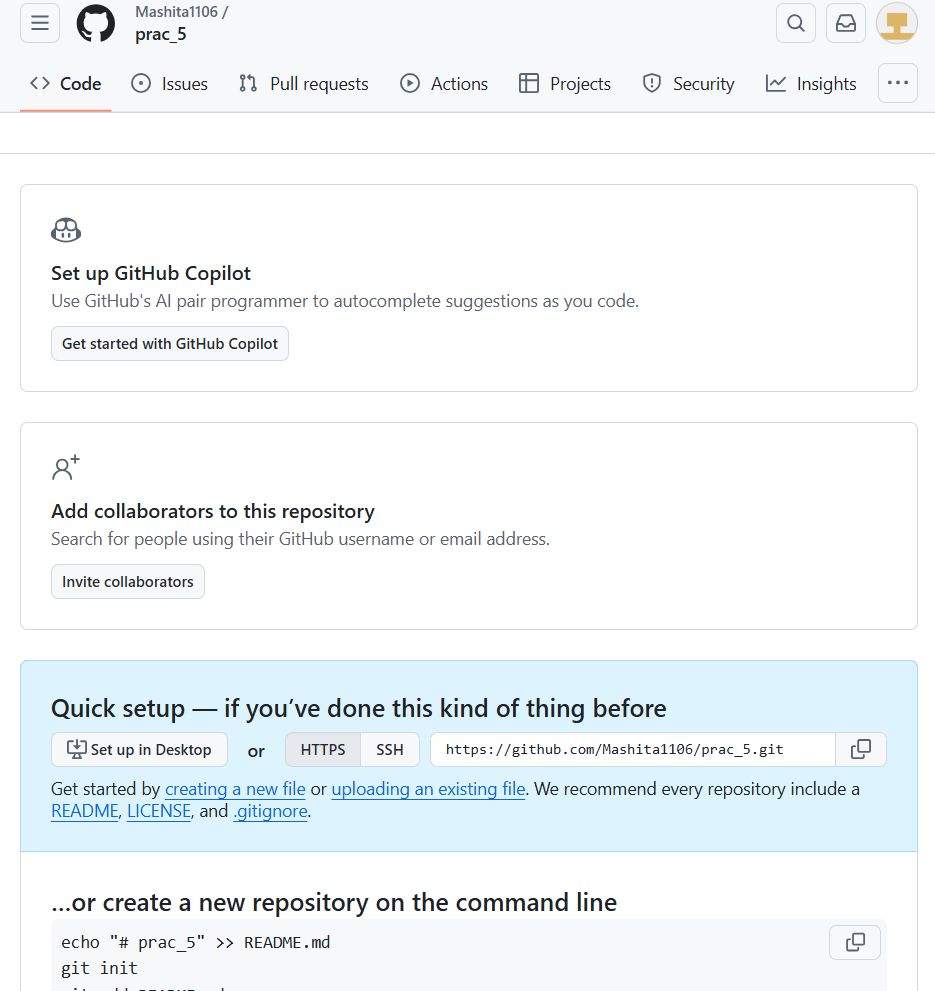 Mashita1106 /
prac_5
Code Issues Pull requests Actions Projects Security Insights
Set up GitHub Copilot
Use GitHub's AI pair programmer to autocomplete suggestions as you code.
Get started with GitHub Copilot
Add collaborators to this repository
Search for people using their GitHub username or email address.
Invite collaborators
Quick setup — if you’ve done this kind of thing before
Set up in Desktop or HTTPS SSH https://github.com/Mashita1106/prac_5.git
Get started by creating a new file or uploading an existing file. We recommend every repository include a
README, LICENSE, and .gitignore.
…or create a new repository on the command line
echo "# prac_5" >> README.md
git init